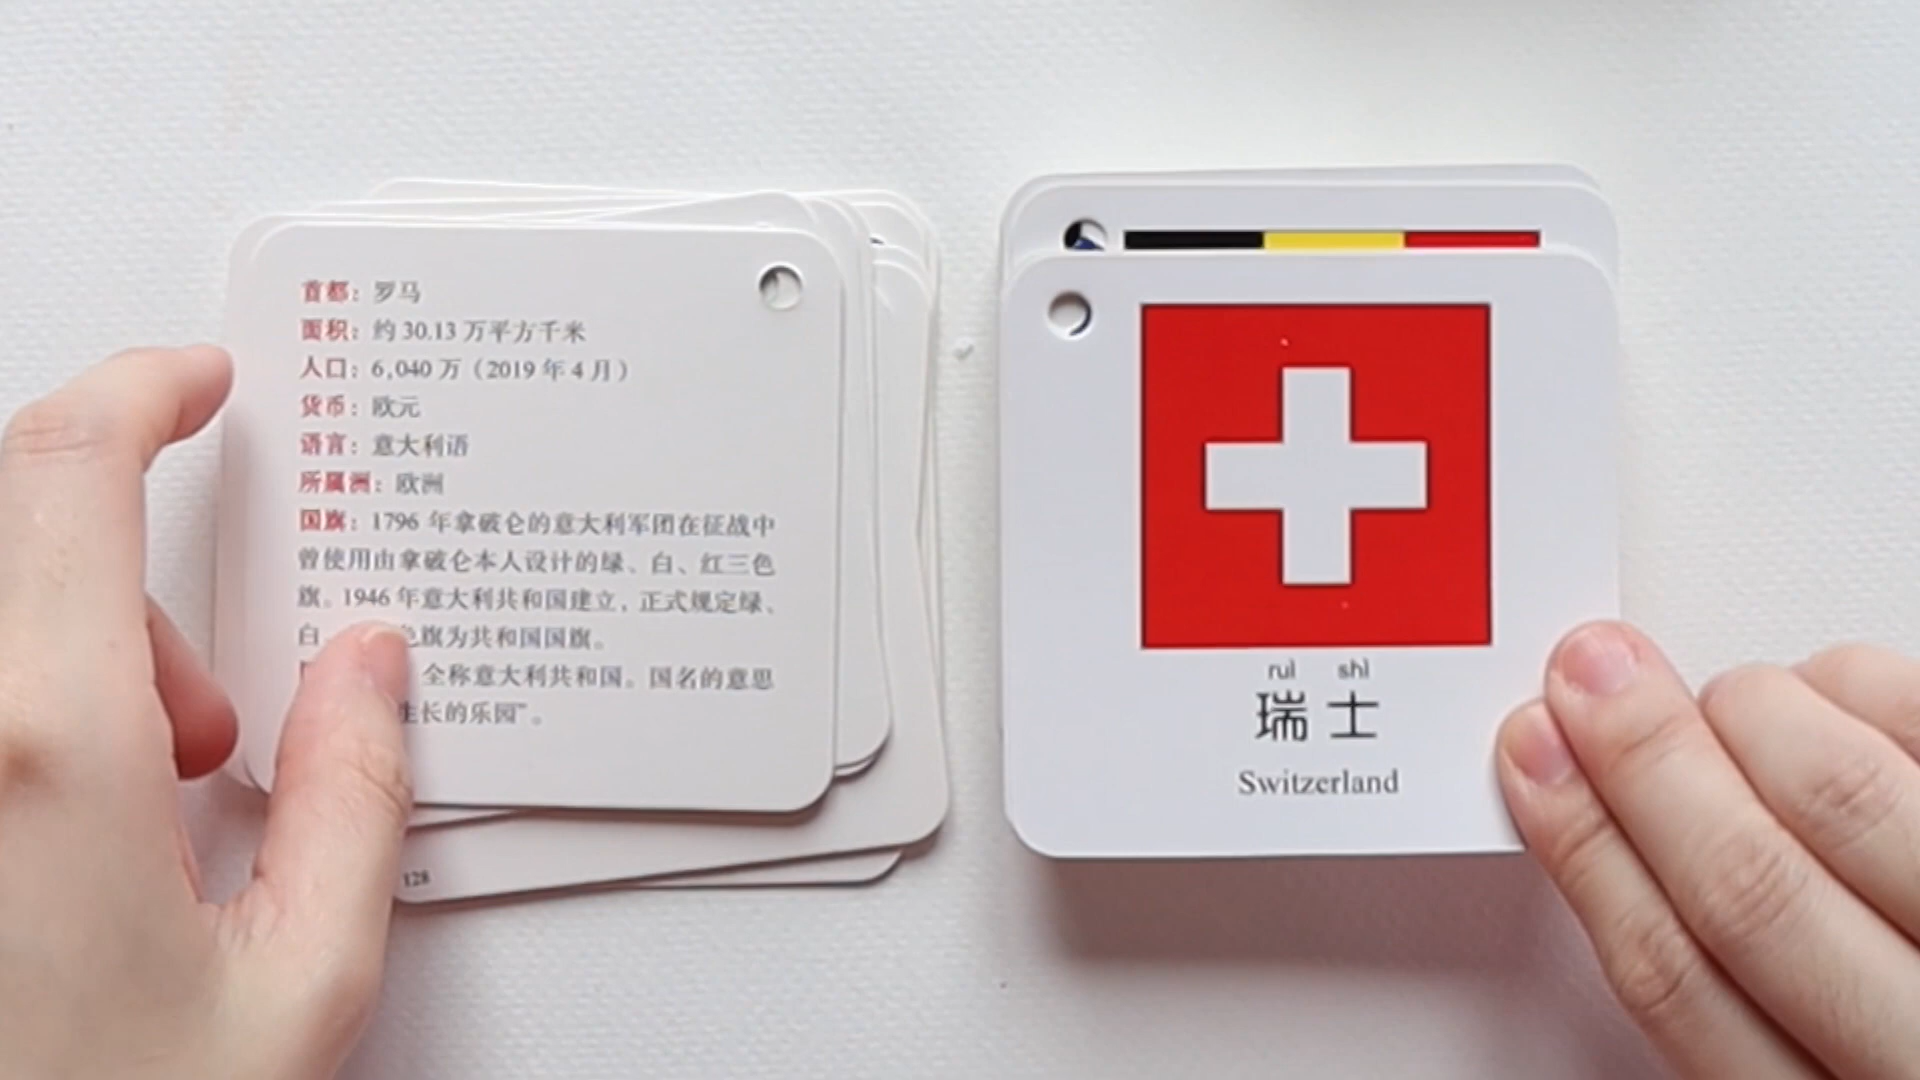 首都：罗马
面积：约 30.13 万平方千米
人口：6,040 万（2019 年 4 月）
货币：欧元
语言：意大利语
所属洲：欧洲
国旗：1796 年拿破仑的意大利军团在征战中
曾使用由拿破仑本人设计的绿、白、红三色
旗。1946 年意大利共和国建立，正式规定绿、
白、色旗为共和国国旗。
全称意大利共和国。国名的意思
生长的乐园”。
128
ruì shì
瑞士
Switzerland